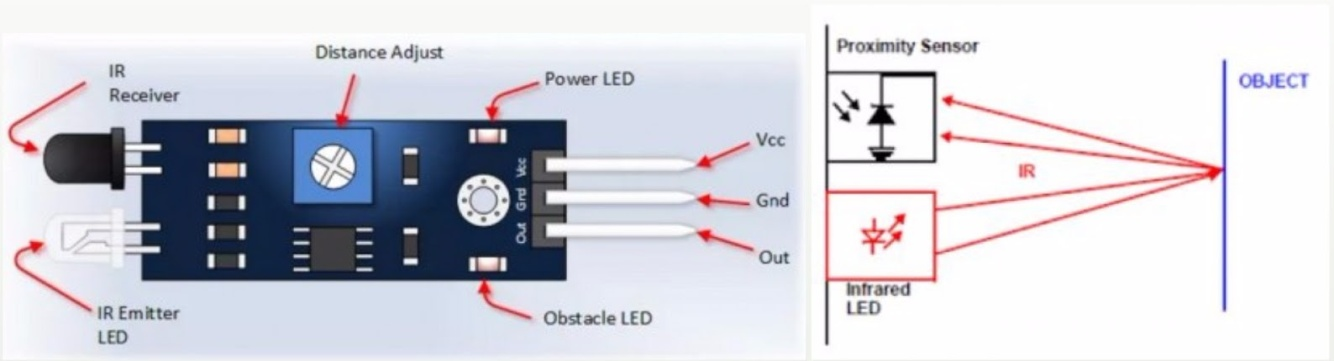 IR
Receiver
Distance Adjust
Power LED
Vcc
Gnd
Out
Vcc
Gnd
Out
IR Emitter
LED
Obstacle LED
Proximity Sensor
OBJECT
IR
Infrared
LED